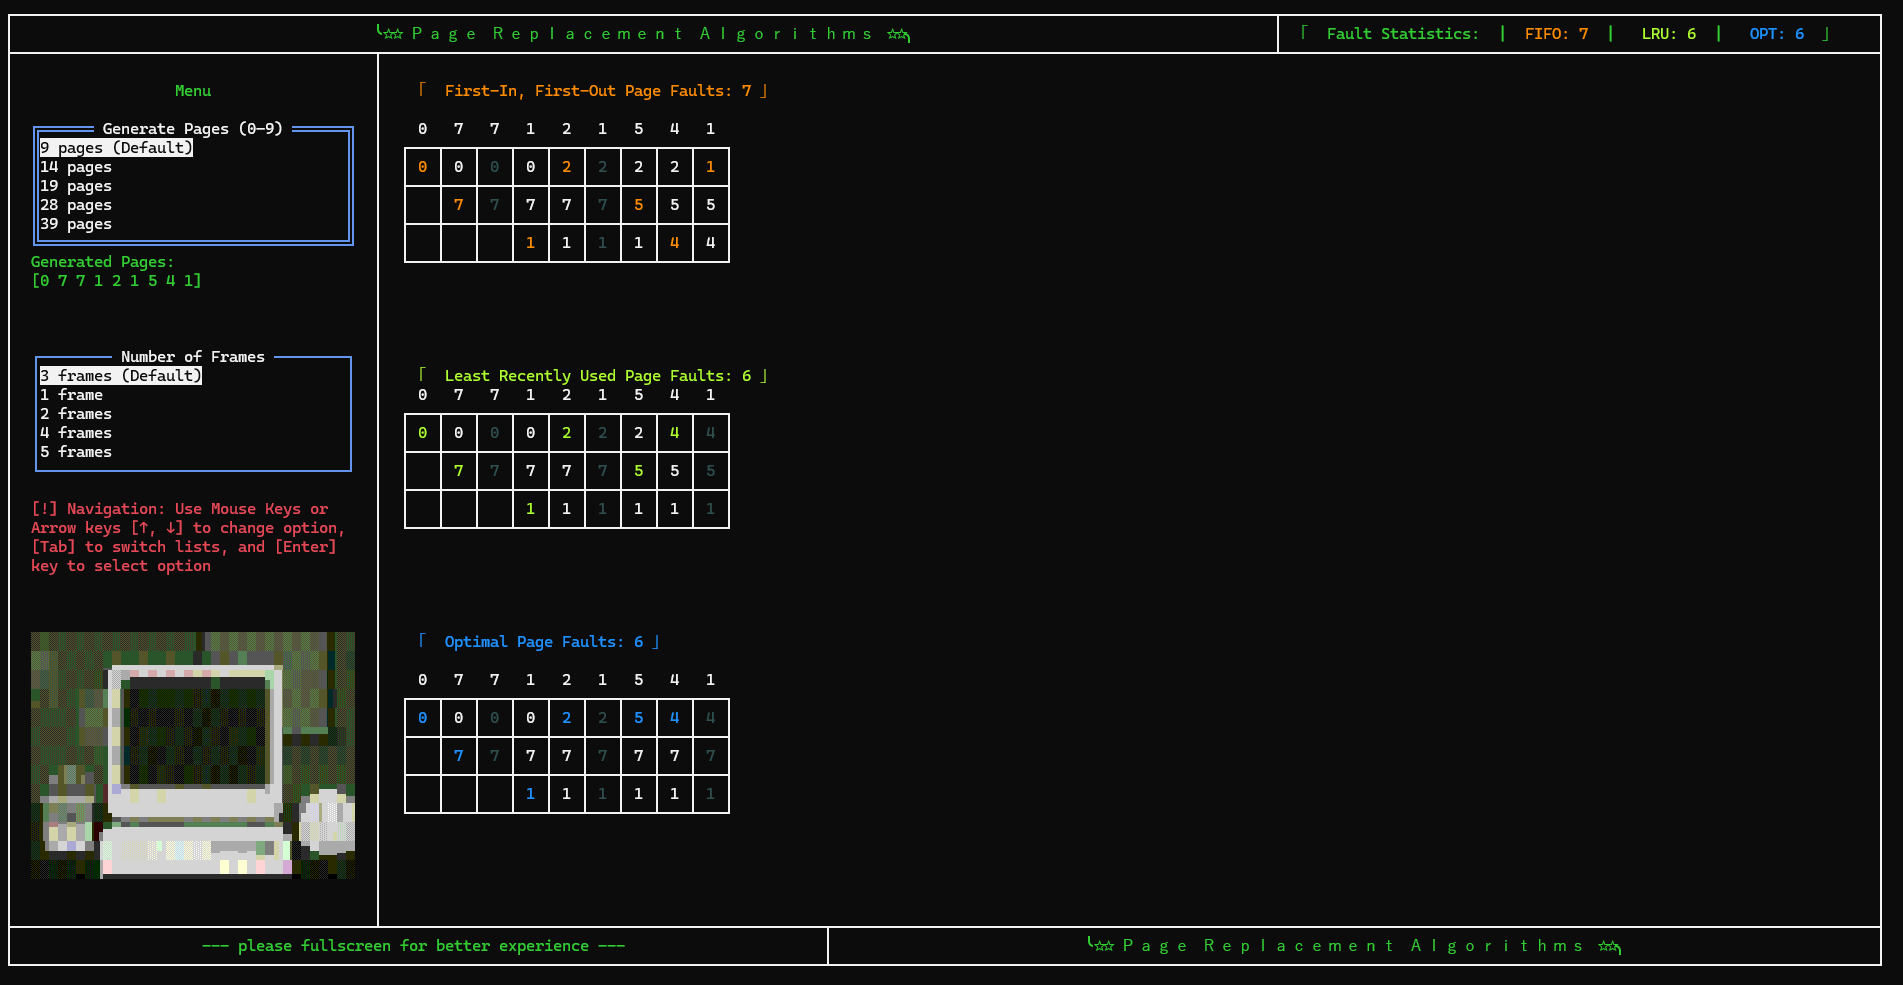 ╰☆☆ Page Replacement Algorithms ☆☆╮
「 Fault Statistics: | FIFO: 7 | LRU: 6 | OPT: 6 」
Menu
Generate Pages (0-9)
9 pages (Default)
14 pages
19 pages
28 pages
39 pages
Generated Pages:
[0 7 7 1 2 1 5 4 1]
Number of Frames
3 frames (Default)
1 frame
2 frames
4 frames
5 frames
[!] Navigation: Use Mouse Keys or
Arrow keys [↑, ↓] to change option,
[Tab] to switch lists, and [Enter]
key to select option
「 First-In, First-Out Page Faults: 7 」
0 7 7 1 2 1 5 4 1
0 0 0 0 2 2 2 2 1
7 7 7 7 7 5 5 5
1 1 1 1 4 4
「 Least Recently Used Page Faults: 6 」
0 7 7 1 2 1 5 4 1
0 0 0 0 2 2 2 4 4
7 7 7 7 7 5 5 5
1 1 1 1 1 1
「 Optimal Page Faults: 6 」
0 7 7 1 2 1 5 4 1
0 0 0 0 2 2 5 4 4
7 7 7 7 7 7 7 7
1 1 1 1 1 1
--- please fullscreen for better experience ---
╰☆☆ Page Replacement Algorithms ☆☆╮